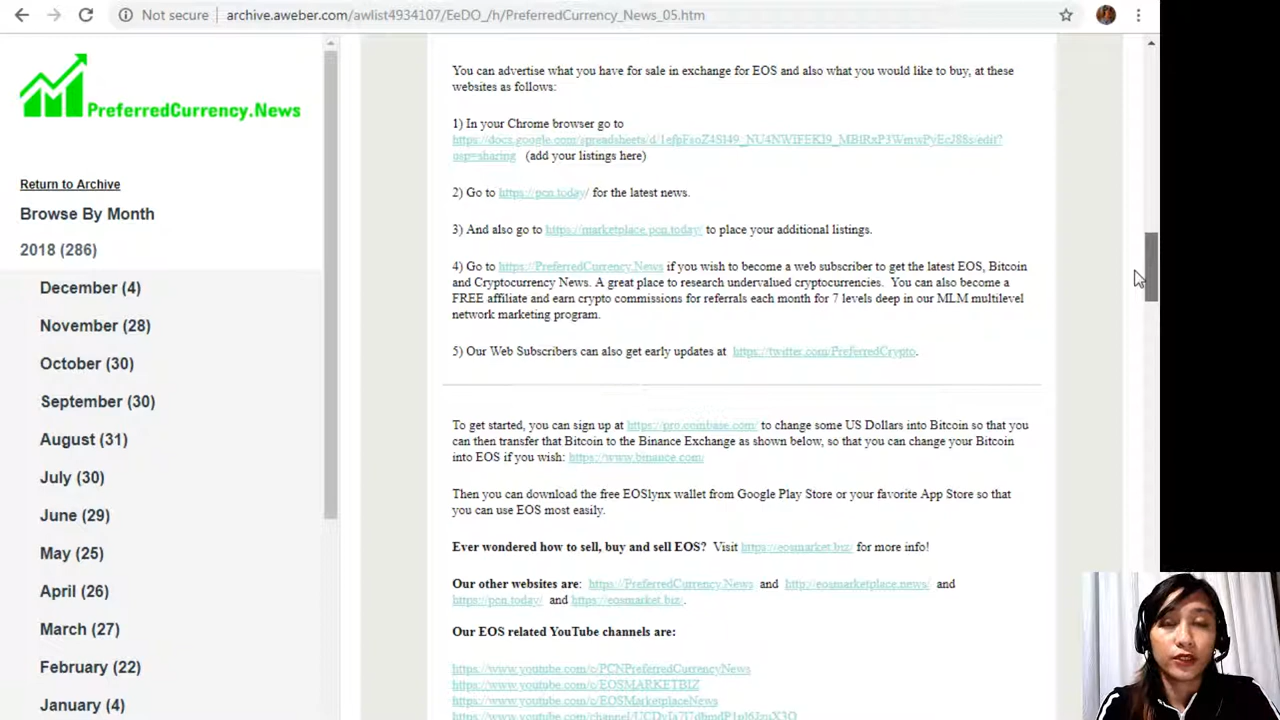 Not secure
archive.aweber.com/awlist4934107/EeDO_/h/PreferredCurrency_News_05.htm
PreferredCurrency.News
Return to Archive
Browse By Month
2018 (286)
December (4)
November (28)
October (30)
September (30)
August (31)
July (30)
June (29)
May (25)
April (26)
March (27)
February (22)
January (4)
You can advertise what you have for sale in exchange for EOS and also what you would like to buy, at these
websites as follows:
1) In your Chrome browser go to
usp=sharing (add your listings here)
2) Go to https://pcn.today/ for the latest news.
3) And also go to https://marketplace.pcn.today/ to place your additional listings.
4) Go to https://PreferredCurrency.News if you wish to become a web subscriber to get the latest EOS, Bitcoin
and Cryptocurrency News. A great place to research undervalued cryptocurrencies. You can also become a
FREE affiliate and earn crypto commissions for referrals each month for 7 levels deep in our MLM multilevel
network marketing program.
5) Our Web Subscribers can also get early updates at https://twitter.com/PreferredCrypto.
To get started, you can sign up at https://pro.coinbase.com/ to change some US Dollars into Bitcoin so that you
can then transfer that Bitcoin to the Binance Exchange as shown below, so that you can change your Bitcoin
into EOS if you wish: https://www.binance.com/
Then you can download the free EOSlynx wallet from Google Play Store or your favorite App Store so that
you can use EOS most easily.
Ever wondered how to sell, buy and sell EOS? Visit https://eosmarket.biz/ for more info!
Our other websites are: https://PreferredCurrency.News and http://eosmarketplace.news/ and
https://pcn.today/ and https://eosmarket.biz/.
Our EOS related YouTube channels are:
https://www.youtube.com/c/PCNPreferredCurrencyNews
https://www.youtube.com/c/EOSMARKETBIZ
https://www.youtube.com/c/EOSMarketplaceNews